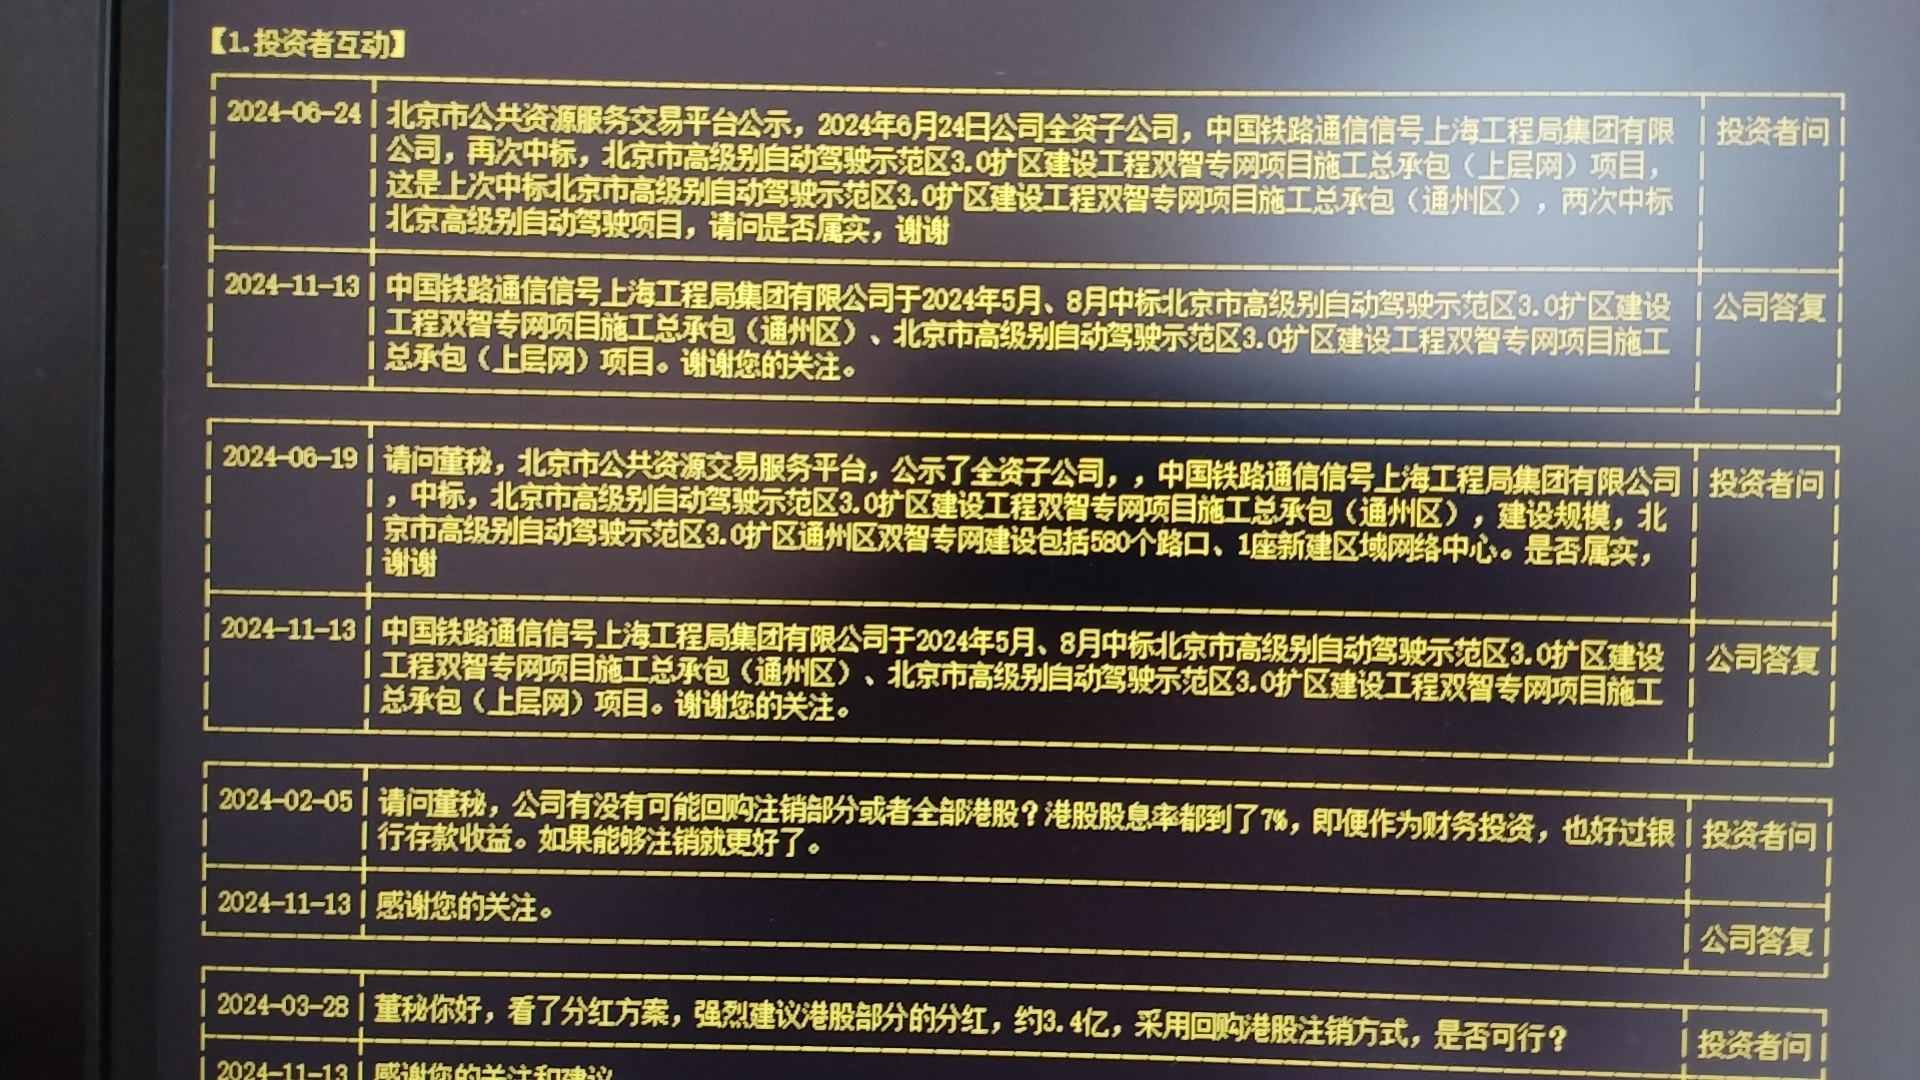 【1.投资者互动】
2024-06-24 北京市公共资源服务交易平台公示，2024年6月24日公司全资子公司，中国铁路通信信号上海工程局集团有限 投资者问
公司，再次中标，北京市高级别自动驾驶示范区3.0扩区建设工程双智专网项目施工总承包（上层网）项目，
这是上次中标北京市高级别自动驾驶示范区3.0扩区建设工程双智专网项目施工总承包（通州区），两次中标
北京高级别自动驾驶项目，请问是否属实，谢谢
2024-11-13 中国铁路通信信号上海工程局集团有限公司于2024年5月、8月中标北京市高级别自动驾驶示范区3.0扩区建设 公司答复
工程双智专网项目施工总承包（通州区）、北京市高级别自动驾驶示范区3.0扩区建设工程双智专网项目施工
总承包（上层网）项目。谢谢您的关注。
2024-06-19 请问董秘，北京市公共资源交易服务平台，公示了全资子公司，，中国铁路通信信号上海工程局集团有限公司 投资者问
，中标，北京市高级别自动驾驶示范区3.0扩区建设工程双智专网项目施工总承包（通州区），建设规模，北
京市高级别自动驾驶示范区3.0扩区通州区双智专网建设包括580个路口、1座新建区域网络中心。是否属实，
谢谢
2024-11-13 中国铁路通信信号上海工程局集团有限公司于2024年5月、8月中标北京市高级别自动驾驶示范区3.0扩区建设 公司答复
工程双智专网项目施工总承包（通州区）、北京市高级别自动驾驶示范区3.0扩区建设工程双智专网项目施工
总承包（上层网）项目。谢谢您的关注。
2024-02-05 请问董秘，公司有没有可能回购注销部分或者全部港股？港股股息率都到了7%，即便作为财务投资，也好过银 投资者问
行存款收益。如果能够注销就更好了。
2024-11-13 感谢您的关注。 公司答复
2024-03-28 董秘你好，看了分红方案，强烈建议港股部分的分红，约3.4亿，采用回购港股注销方式，是否可行？ 投资者问
2024-11-13 感谢您的关注和建议